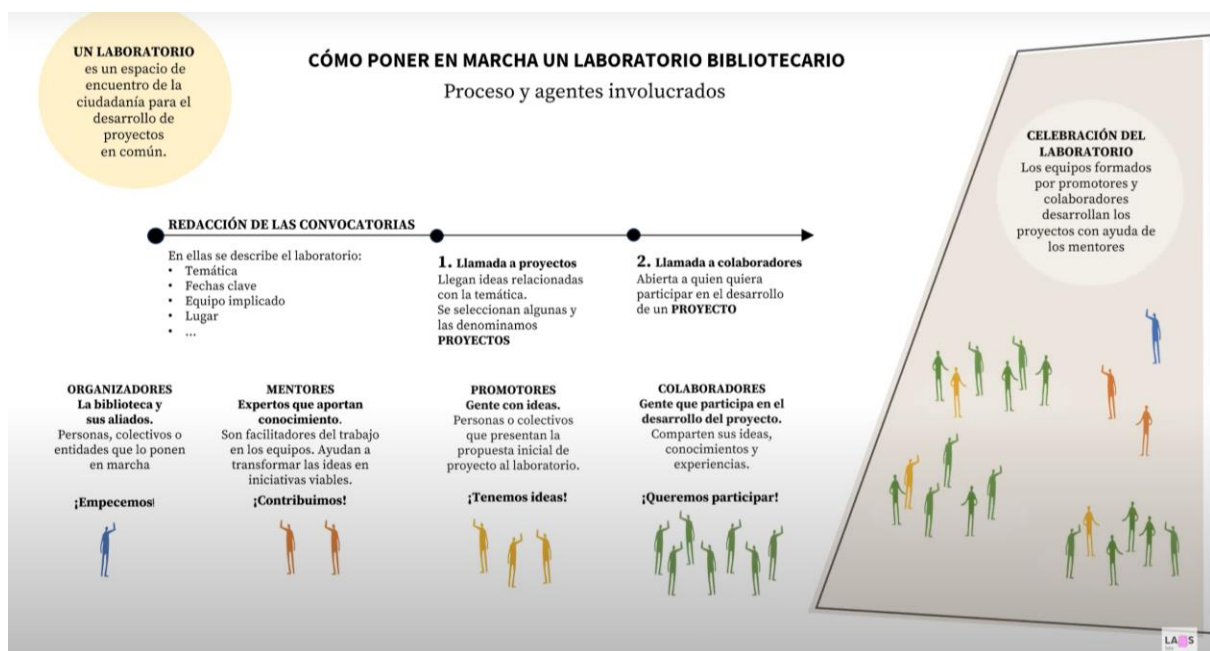 UN LABORATORIO
es un espacio de
encuentro de la
ciudadanía para el
desarrollo de
proyectos
en común.
CÓMO PONER EN MARCHA UN LABORATORIO BIBLIOTECARIO
Proceso y agentes involucrados
REDACCIÓN DE LAS CONVOCATORIAS
En ellas se describe el laboratorio:
• Temática
• Fechas clave
• Equipo implicado
• Lugar
• ...
1. Llamada a proyectos
Llegan ideas relacionadas
con la temática.
Se seleccionan algunas y
las denominamos
PROYECTOS
2. Llamada a colaboradores
Abierta a quien quiera
participar en el desarrollo
de un PROYECTO
ORGANIZADORES
La biblioteca y
sus aliados.
Personas, colectivos o
entidades que lo ponen
en marcha
¡Empecemos!
MENTORES
Expertos que aportan
conocimiento.
Son facilitadores del trabajo
en los equipos. Ayudan a
transformar las ideas en
iniciativas viables.
¡Contribuimos!
PROMOTORES
Gente con ideas.
Personas o colectivos
que presentan la
propuesta inicial de
proyecto al laboratorio.
¡Tenemos ideas!
COLABORADORES
Gente que participa en el
desarrollo del proyecto.
Comparten sus ideas,
conocimientos y
experiencias.
¡Queremos participar!
CELEBRACIÓN DEL
LABORATORIO
Los equipos formados
por promotores y
colaboradores
desarrollan los
proyectos con ayuda de
los mentores